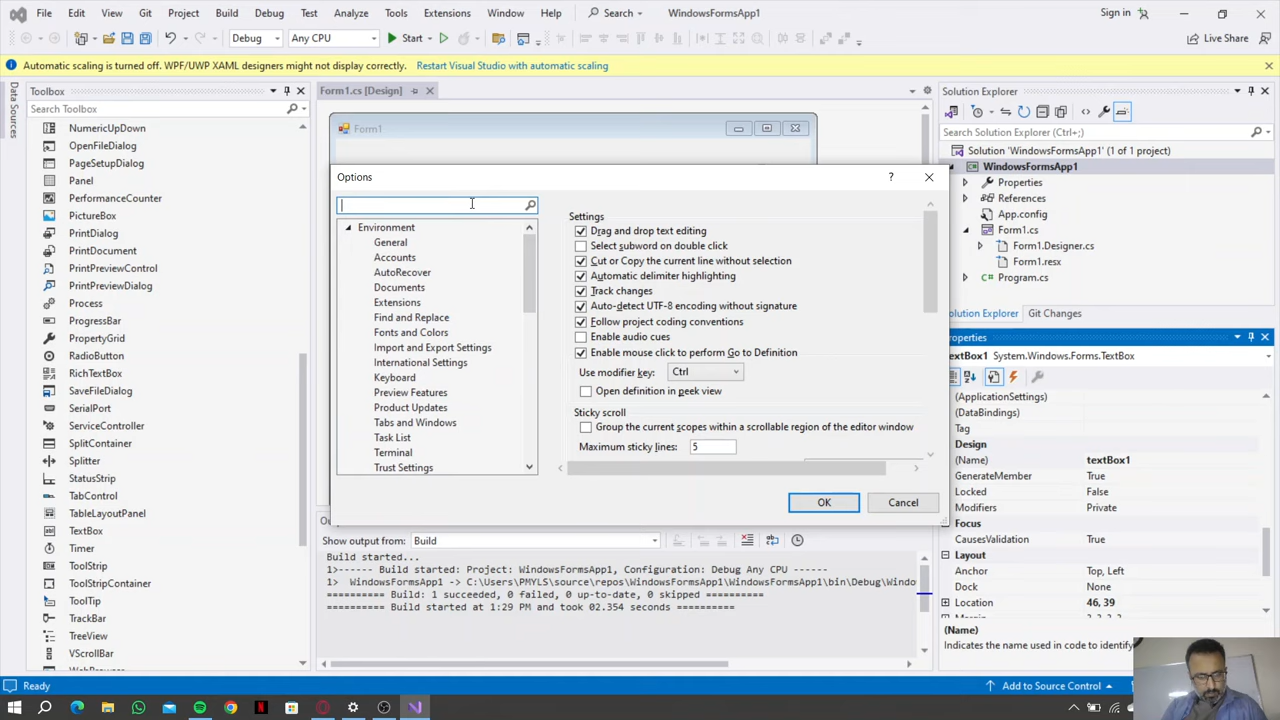 File Edit View Git Project Build Debug Test Analyze Tools Extensions Window Help Search WindowsFormsApp1 Sign in
Debug Any CPU Start Live Share
Automatic scaling is turned off. WPF/UWP XAML designers might not display correctly. Restart Visual Studio with automatic scaling
Data Sources
Toolbox
Search Toolbox
NumericUpDown
OpenFileDialog
PageSetupDialog
Panel
PerformanceCounter
PictureBox
PrintDialog
PrintDocument
PrintPreviewControl
PrintPreviewDialog
Process
ProgressBar
PropertyGrid
RadioButton
RichTextBox
SaveFileDialog
SerialPort
ServiceController
SplitContainer
Splitter
StatusStrip
TabControl
TableLayoutPanel
TextBox
Timer
ToolStrip
ToolStripContainer
ToolTip
TrackBar
TreeView
VScrollBar
Form1.cs [Design]
Form1
Options
Environment
General
Accounts
AutoRecover
Documents
Extensions
Find and Replace
Fonts and Colors
Import and Export Settings
International Settings
Keyboard
Preview Features
Product Updates
Tabs and Windows
Task List
Terminal
Trust Settings
Settings
Drag and drop text editing
Select subword on double click
Cut or Copy the current line without selection
Automatic delimiter highlighting
Track changes
Auto-detect UTF-8 encoding without signature
Follow project coding conventions
Enable audio cues
Enable mouse click to perform Go to Definition
Use modifier key: Ctrl
Open definition in peek view
Sticky scroll
Group the current scopes within a scrollable region of the editor window
Maximum sticky lines: 5
OK Cancel
Show output from: Build
Build started...
1>------ Build started: Project: WindowsFormsApp1, Configuration: Debug Any CPU ------
1> WindowsFormsApp1 -> C:\Users\PMYLS\source\repos\WindowsFormsApp1\WindowsFormsApp1\bin\Debug\Windo
========== Build: 1 succeeded, 0 failed, 0 up-to-date, 0 skipped ==========
========== Build started at 1:29 PM and took 02.354 seconds ==========
Solution Explorer
Search Solution Explorer (Ctrl+;)
Solution 'WindowsFormsApp1' (1 of 1 project)
WindowsFormsApp1
Properties
References
App.config
Form1.cs
Form1.Designer.cs
Form1.resx
Program.cs
Solution Explorer Git Changes
Properties
TextBox1 System.Windows.Forms.TextBox
(ApplicationSettings)
(DataBindings)
Tag
Design
(Name) textBox1
GenerateMember True
Locked False
Modifiers Private
Focus
CausesValidation True
Layout
Anchor Top, Left
Dock None
Location 46, 39
(Name)
Indicates the name used in code to identify
Ready Add to Source Control